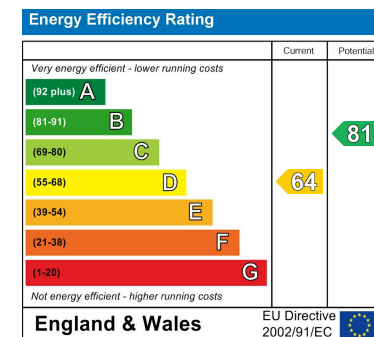 Energy Efficiency Rating
Current Potential
Very energy efficient - lower running costs
(92 plus) A
(81-91) B
(69-80) C
(55-68) D
(39-54) E
(21-38) F
(1-20) G
64
81
Not energy efficient - higher running costs
England & Wales
EU Directive
2002/91/EC